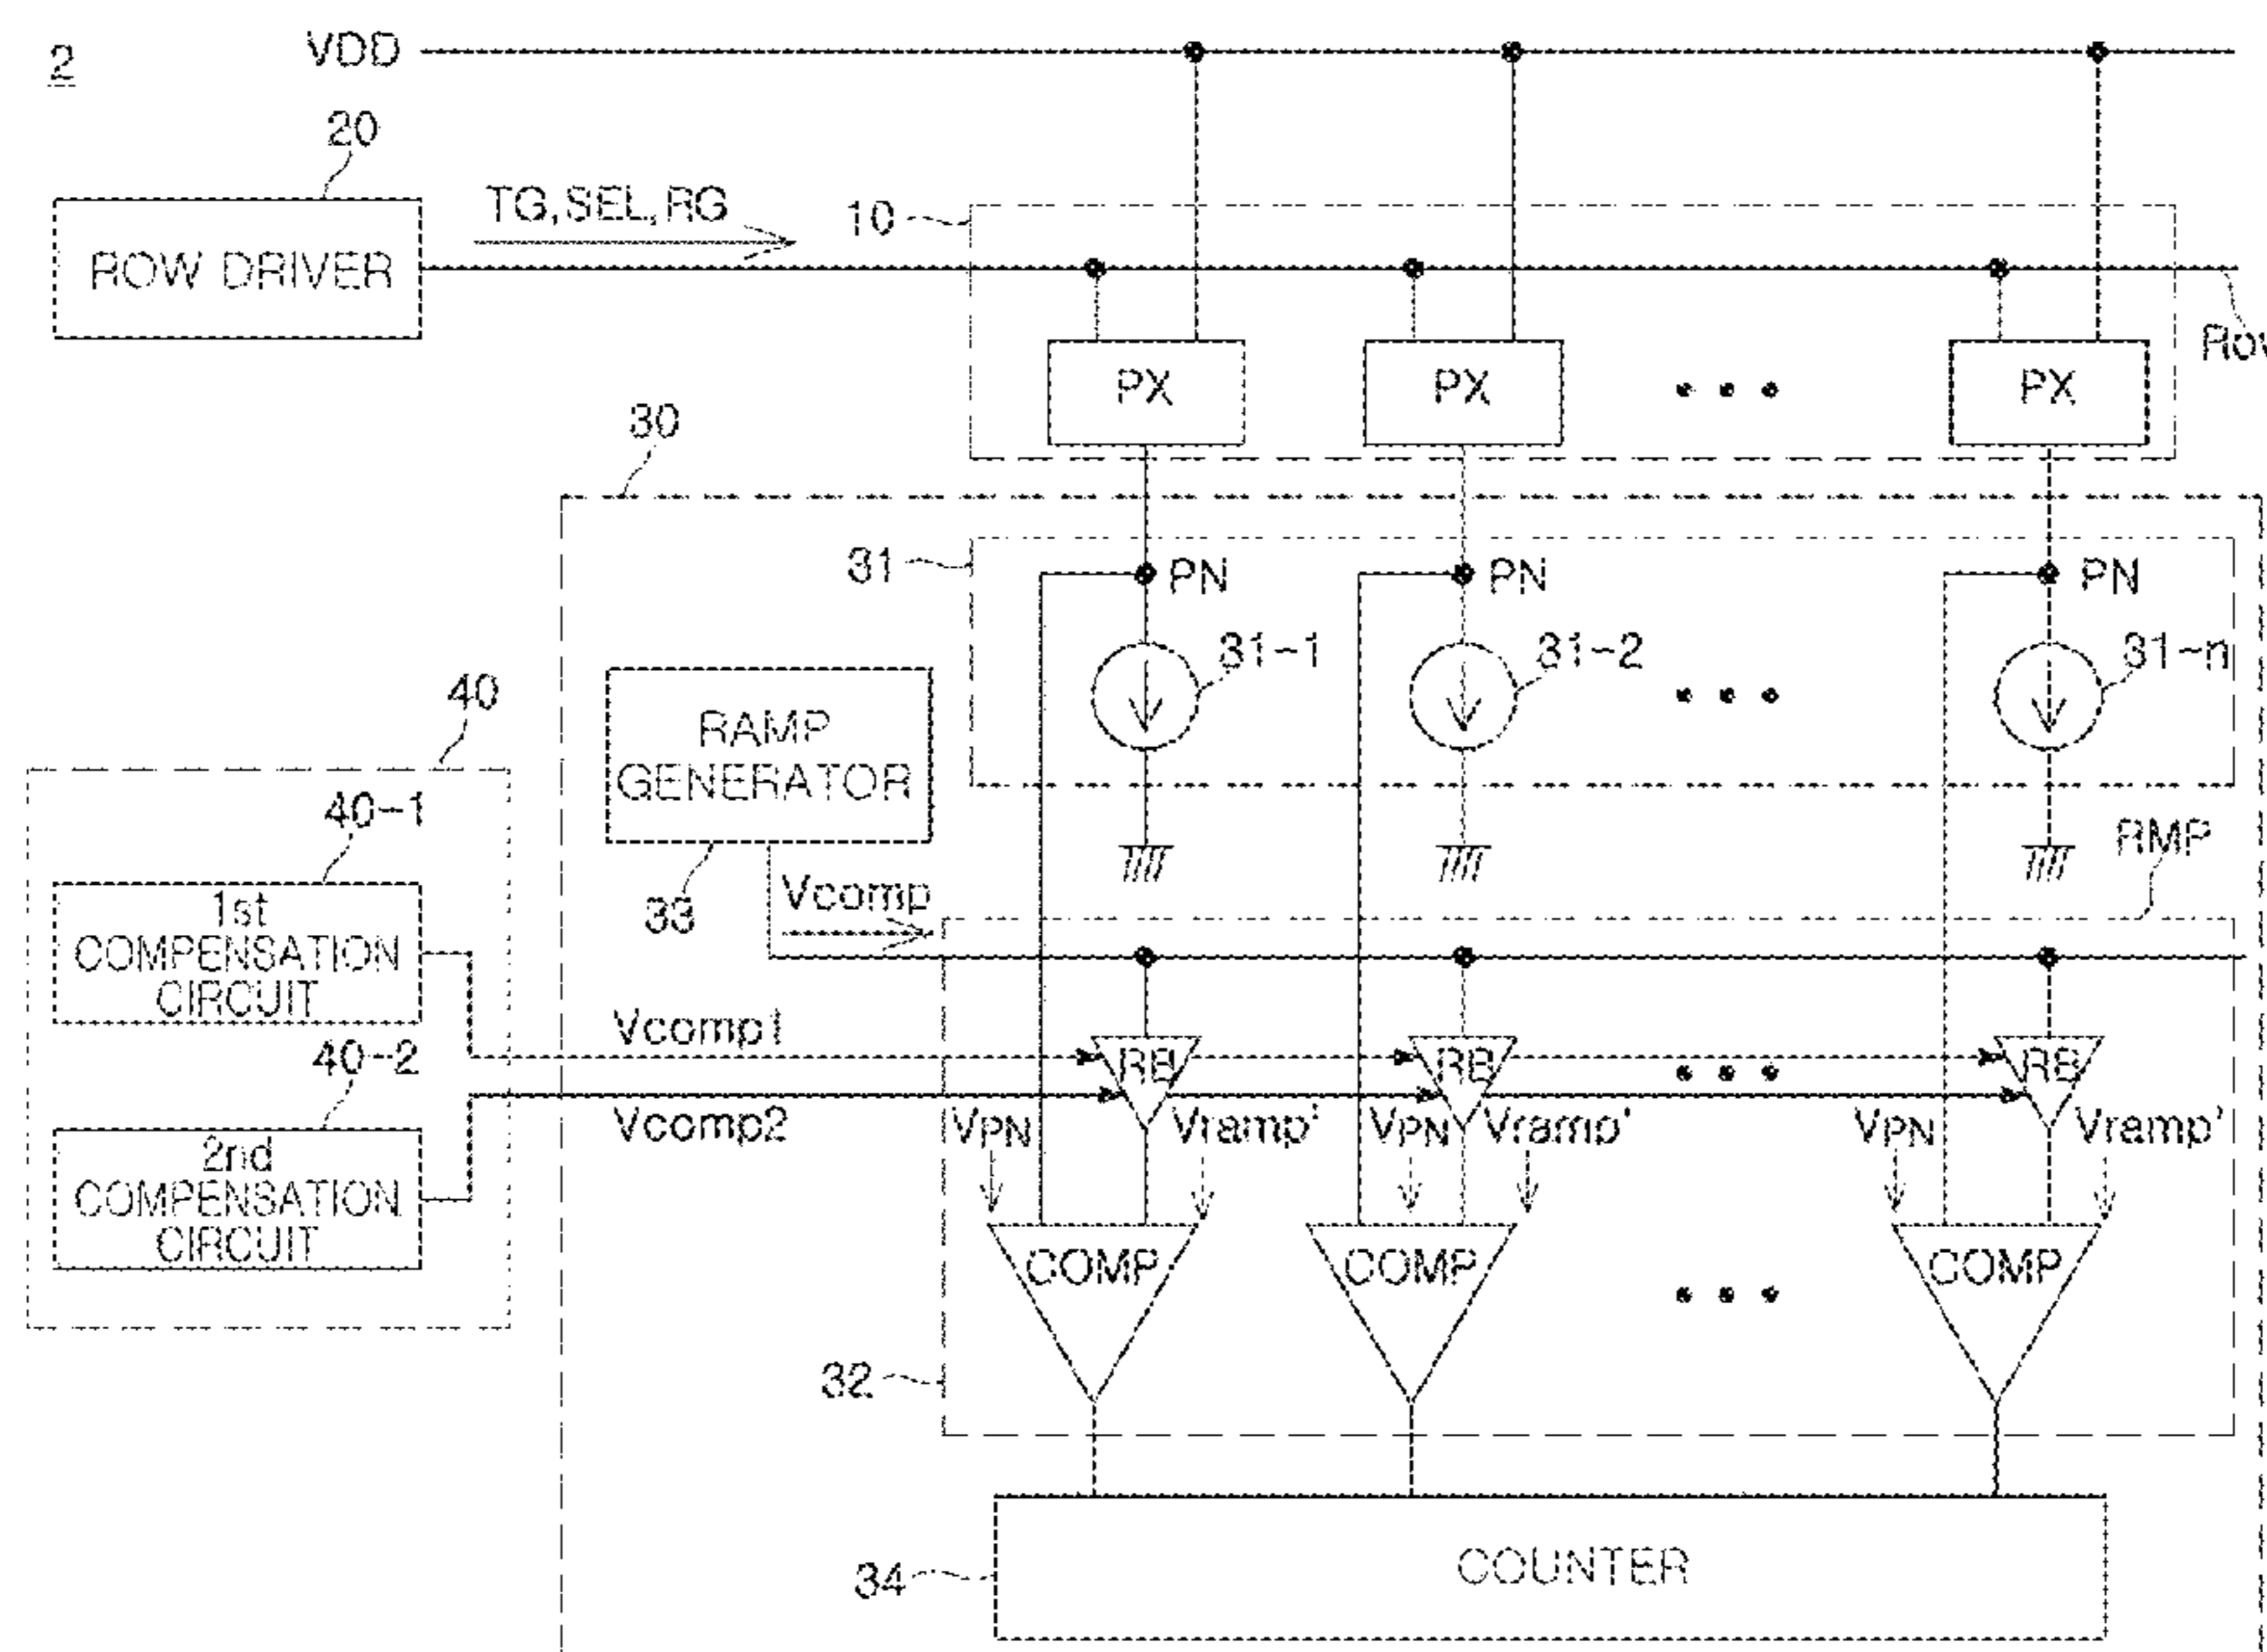 2
VDD
20
ROW DRIVER
TG, SEL, RG
10
Rov
PX
PX
• • •
PX
30
31
PN
PN
PN
31-1
31-2
• • •
31-n
RAMP
GENERATOR
33
40
40-1
1st
COMPENSATION
CIRCUIT
40-2
2nd
COMPENSATION
CIRCUIT
Vcomp
RMP
Vcomp1
Vcomp2
RB
RB
• • •
RB
VPN
Vramp'
VPN
Vramp'
VPN
Vramp'
COMP
COMP
• • •
COMP
32
34
COUNTER